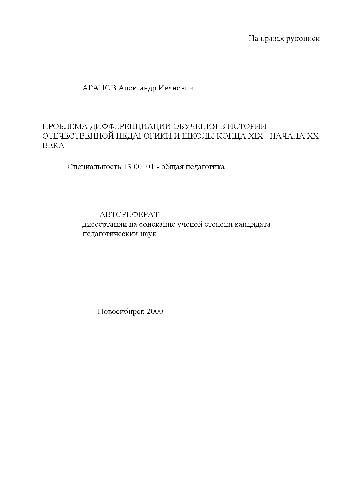 На правах рукописи
Александр Иванович
ПРОБЛЕМА ДИФФЕРЕНЦИАЦИИ ОБУЧЕНИЯ В ИСТОРИИ
ОТЕЧЕСТВЕННОЙ ПЕДАГОГИКИ И ШКОЛЫ КОНЦА XIX - НАЧАЛА XX
ВЕКА
Специальность 13.00.01 - общая педагогика
АВТОРЕФЕРАТ
диссертации на соискание ученой степени кандидата
педагогических наук
Новосибирск 2000